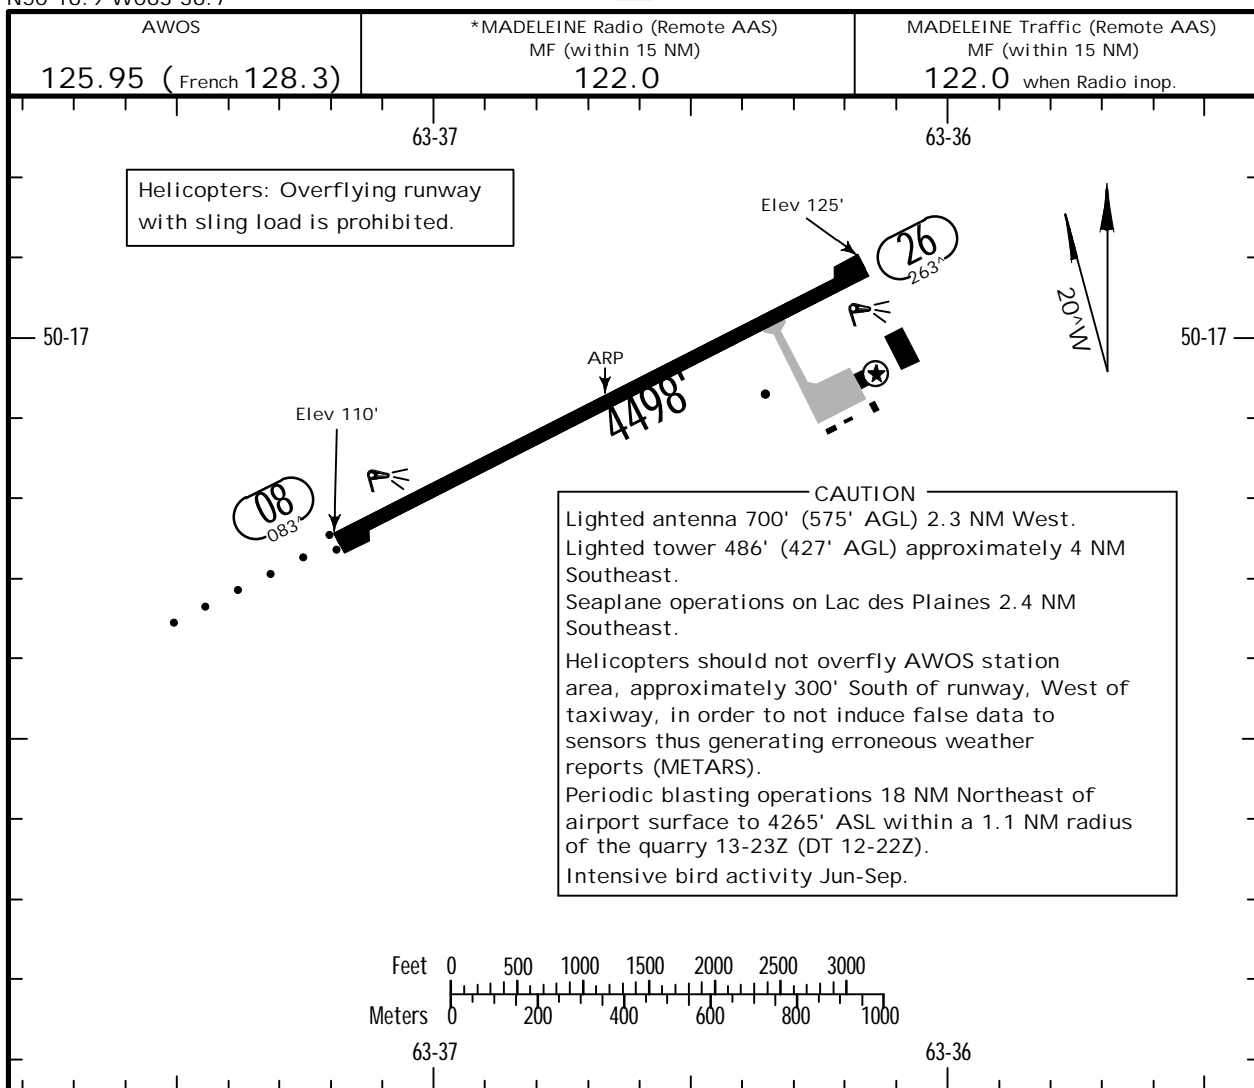 AWOS
125.95 (French 128.3)
*MADELEINE Radio (Remote AAS)
MF (within 15 NM)
122.0
MADELEINE Traffic (Remote AAS)
MF (within 15 NM)
122.0 when Radio inop.
63-37
63-36
Helicopters: Overflying runway
with sling load is prohibited.
Elev 125'
26
263^
20^W
50-17
50-17
ARP
4498'
Elev 110'
08
083^
CAUTION
Lighted antenna 700' (575' AGL) 2.3 NM West.
Lighted tower 486' (427' AGL) approximately 4 NM
Southeast.
Seaplane operations on Lac des Plaines 2.4 NM
Southeast.
Helicopters should not overfly AWOS station
area, approximately 300' South of runway, West of
taxiway, in order to not induce false data to
sensors thus generating erroneous weather
reports (METARS).
Periodic blasting operations 18 NM Northeast of
airport surface to 4265' ASL within a 1.1 NM radius
of the quarry 13-23Z (DT 12-22Z).
Intensive bird activity Jun-Sep.
Feet 0 500 1000 1500 2000 2500 3000
Meters 0 200 400 600 800 1000
63-37
63-36